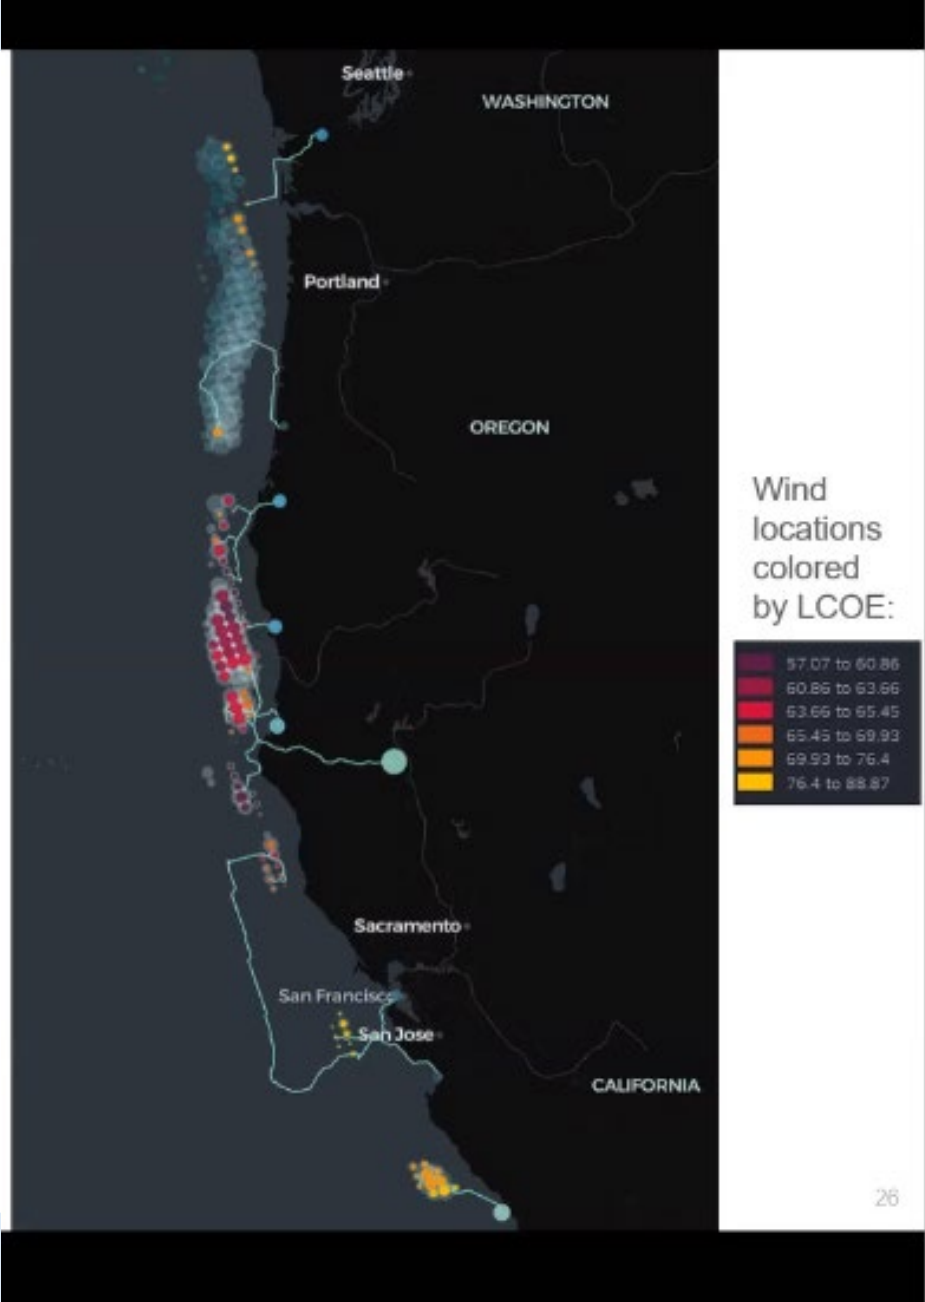 Seattle
WASHINGTON
Portland
OREGON
Wind
locations
colored
by LCOE:
57.07 to 60.86
60.86 to 63.66
63.66 to 65.45
65.45 to 69.93
69.93 to 76.4
76.4 to 88.87
Sacramento
San Francisco
San Jose
CALIFORNIA
26